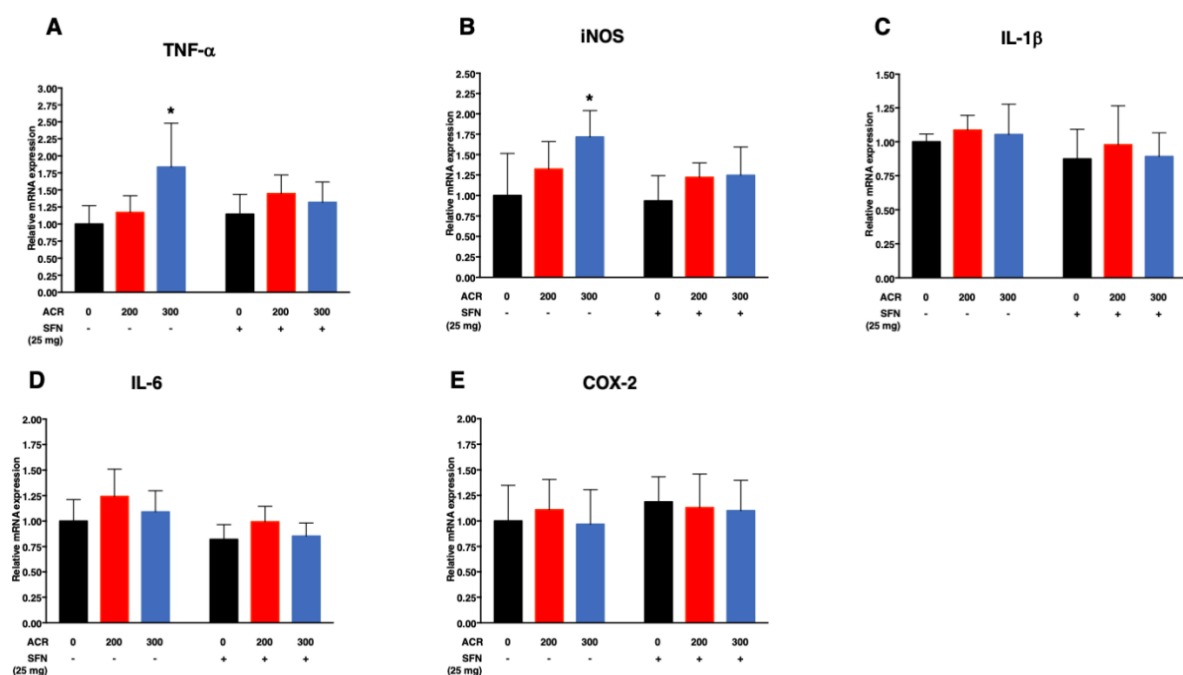 A
TNF-α
Relative mRNA expression
3.00
2.75
2.50
2.25
2.00
1.75
1.50
1.25
1.00
0.75
0.50
0.25
0.00
ACR 0 200 300 0 200 300
SFN - - - + + +
(25 mg)
*
B
iNOS
Relative mRNA expression
2.50
2.25
2.00
1.75
1.50
1.25
1.00
0.75
0.50
0.25
0.00
ACR 0 200 300 0 200 300
SFN - - - + + +
(25 mg)
*
C
IL-1β
Relative mRNA expression
1.50
1.25
1.00
0.75
0.50
0.25
0.00
ACR 0 200 300 0 200 300
SFN - - - + + +
(25 mg)
D
IL-6
Relative mRNA expression
2.00
1.75
1.50
1.25
1.00
0.75
0.50
0.25
0.00
ACR 0 200 300 0 200 300
SFN - - - + + +
(25 mg)
E
COX-2
Relative mRNA expression
2.00
1.75
1.50
1.25
1.00
0.75
0.50
0.25
0.00
ACR 0 200 300 0 200 300
SFN - - - + + +
(25 mg)